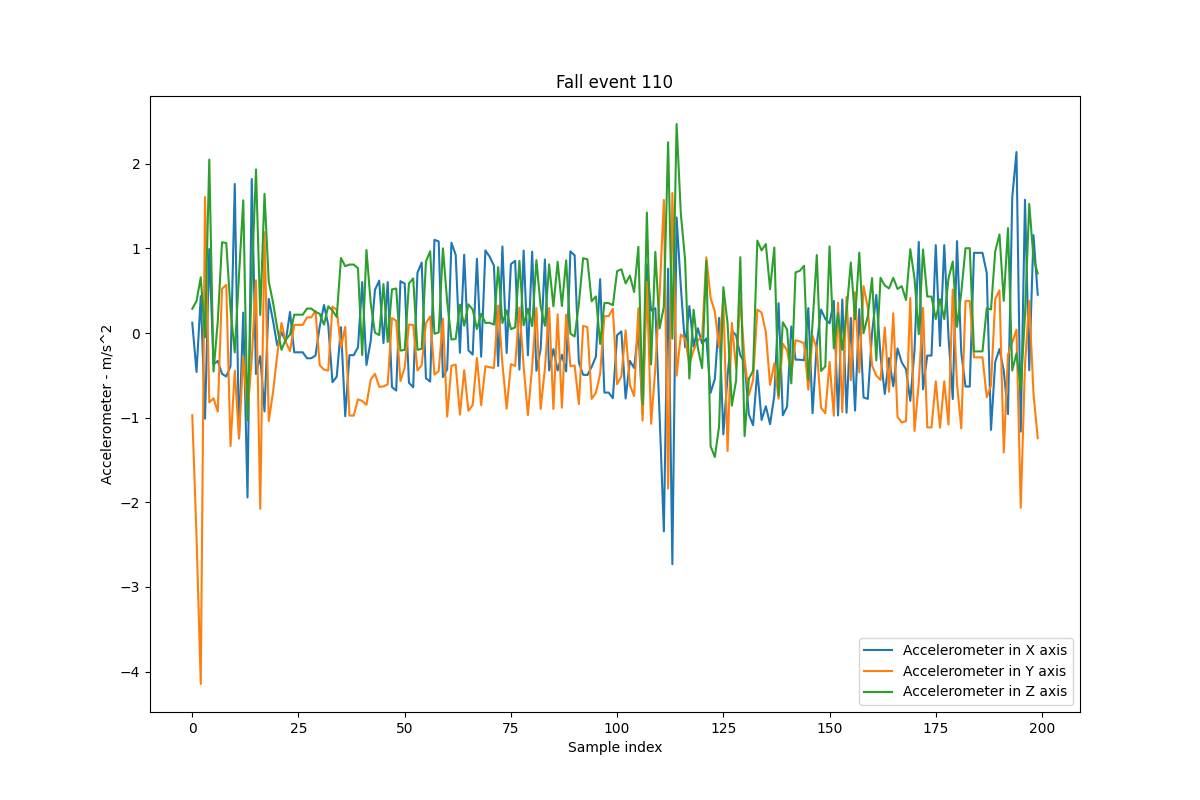 Fall event 110
Accelerometer - m/s^2
2
1
0
−1
−2
−3
−4
0
25
50
75
100
125
150
175
200
Sample index
Accelerometer in X axis
Accelerometer in Y axis
Accelerometer in Z axis